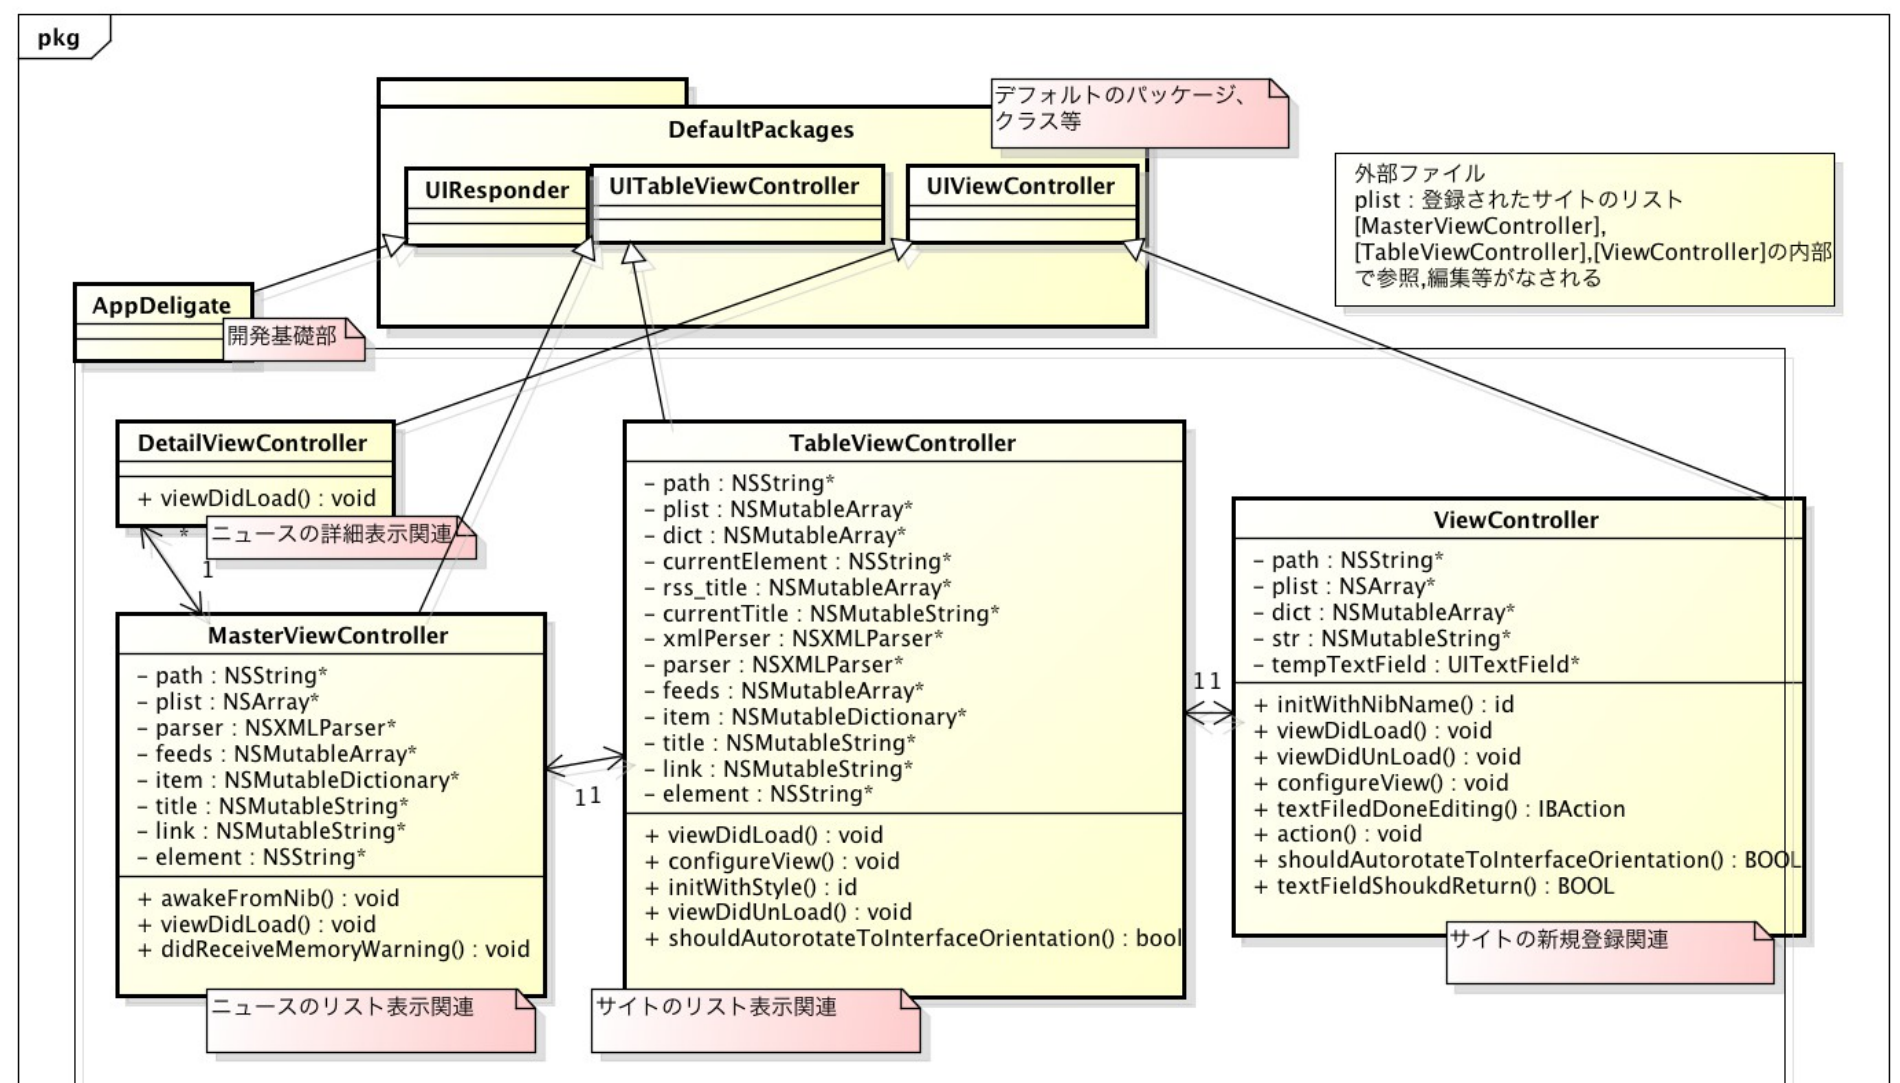 pkg
デフォルトのパッケージ、
クラス等
DefaultPackages
UIResponder
UITableViewController
UIViewController
外部ファイル
plist : 登録されたサイトのリスト
[MasterViewController],
[TableViewController],[ViewController]の内部
で参照,編集等がなされる
AppDeligate
開発基礎部
DetailViewController
+ viewDidLoad() : void
ニュースの詳細表示関連
*
1
MasterViewController
- path : NSString*
- plist : NSArray*
- parser : NSXMLParser*
- feeds : NSMutableArray*
- item : NSMutableDictionary*
- title : NSMutableString*
- link : NSMutableString*
- element : NSString*
+ awakeFromNib() : void
+ viewDidLoad() : void
+ didReceiveMemoryWarning() : void
ニュースのリスト表示関連
1 1
TableViewController
- path : NSString*
- plist : NSMutableArray*
- dict : NSMutableArray*
- currentElement : NSString*
- rss_title : NSMutableArray*
- currentTitle : NSMutableString*
- xmlPerser : NSXMLParser*
- parser : NSXMLParser*
- feeds : NSMutableArray*
- item : NSMutableDictionary*
- title : NSMutableString*
- link : NSMutableString*
- element : NSString*
+ viewDidLoad() : void
+ configureView() : void
+ initWithStyle() : id
+ viewDidUnLoad() : void
+ shouldAutorotateToInterfaceOrientation() : bool
サイトのリスト表示関連
1 1
ViewController
- path : NSString*
- plist : NSArray*
- dict : NSMutableArray*
- str : NSMutableString*
- tempTextField : UITextField*
+ initWithNibName() : id
+ viewDidLoad() : void
+ viewDidUnLoad() : void
+ configureView() : void
+ textFiledDoneEditing() : IBAction
+ action() : void
+ shouldAutorotateToInterfaceOrientation() : BOOL
+ textFieldShoukdReturn() : BOOL
サイトの新規登録関連